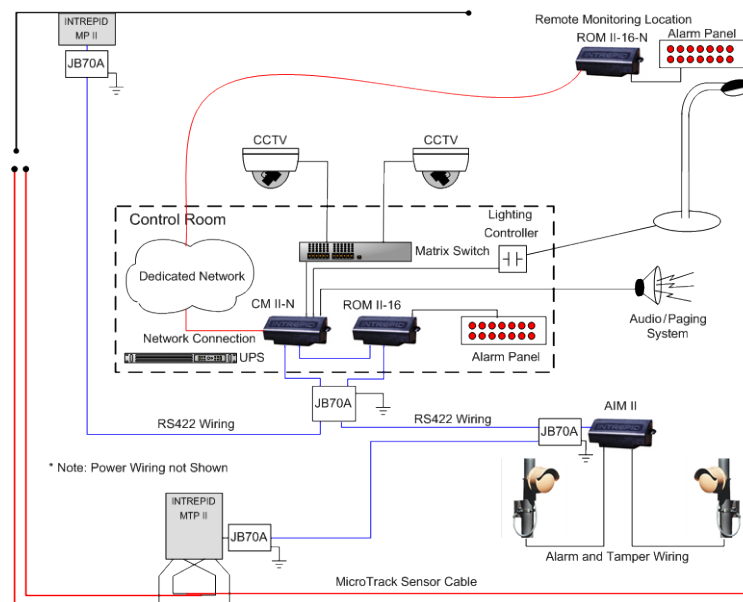 INTREPID
MP II
JB70A
Remote Monitoring Location
ROM II-16-N
Alarm Panel
CCTV
CCTV
Control Room
Lighting
Controller
Matrix Switch
Dedicated Network
CM II-N
ROM II-16
Network Connection
INTREPID
UPS
Alarm Panel
Audio/Paging
System
JB70A
RS422 Wiring
RS422 Wiring
AIM II
JB70A
INTREPID
* Note: Power Wiring not Shown
INTREPID
MTP II
JB70A
Alarm and Tamper Wiring
MicroTrack Sensor Cable